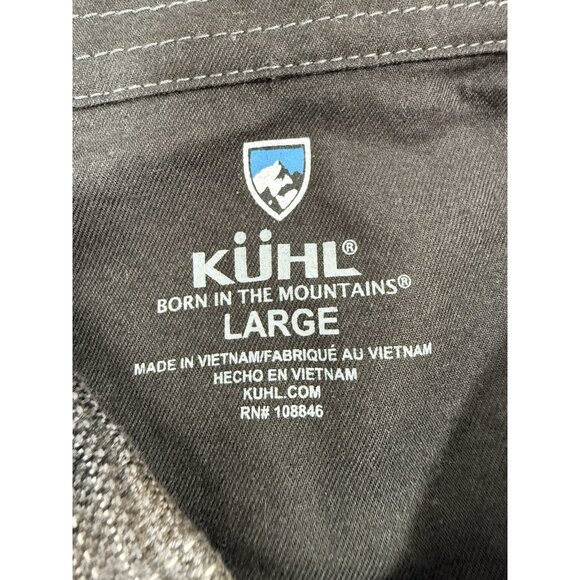 KÜHL®
BORN IN THE MOUNTAINS®
LARGE
MADE IN VIETNAM/FABRIQUÉ AU VIETNAM
HECHO EN VIETNAM
KUHL.COM
RN# 108846